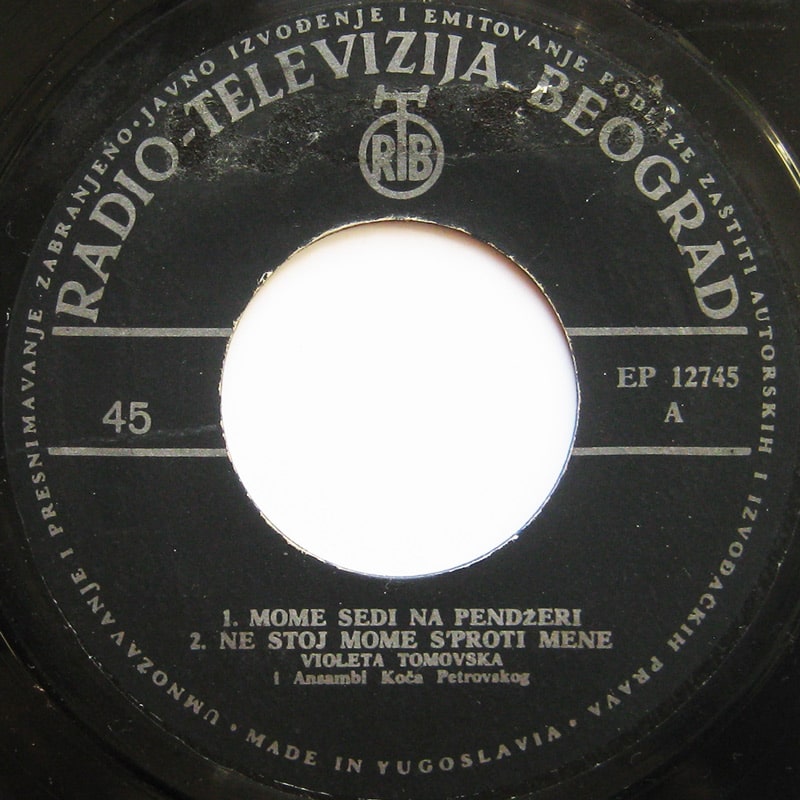 UMNOŽAVANJE I PRESNIMAVANJE ZABRANJENO • JAVNO IZVOĐENJE I EMITOVANJE PODLEŽE ZAŠTITI AUTORSKIH I IZVOĐAČKIH PRAVA • MADE IN YUGOSLAVIA •
RADIO-TELEVIZIJA BEOGRAD
RTB
45
EP 12745
A
1. MOME SEDI NA PENDŽERI
2. NE STOJ MOME S'PROTI MENE
VIOLETA TOMOVSKA
i Ansambl Koča Petrovskog